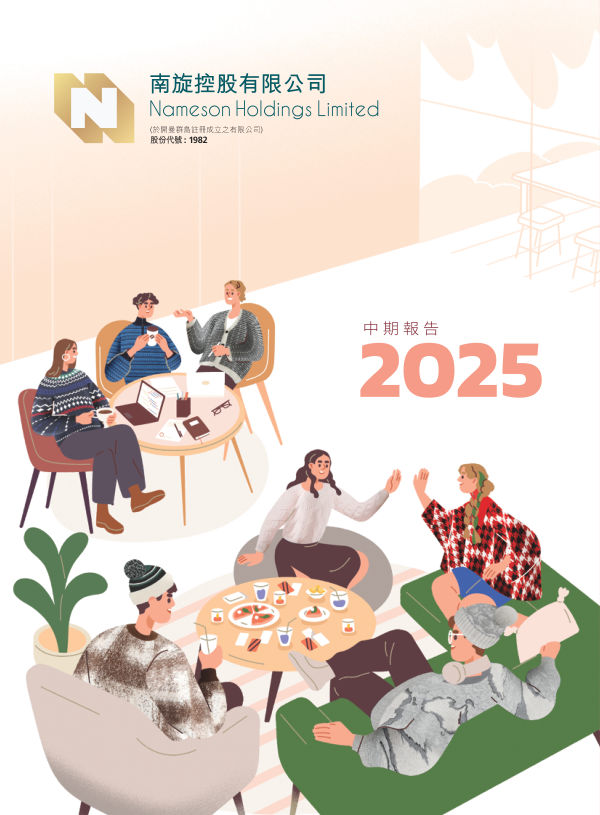 南旋控股有限公司
Nameson Holdings Limited
(於開曼群島註冊成立之有限公司)
股份代號：1982
中期報告
2025